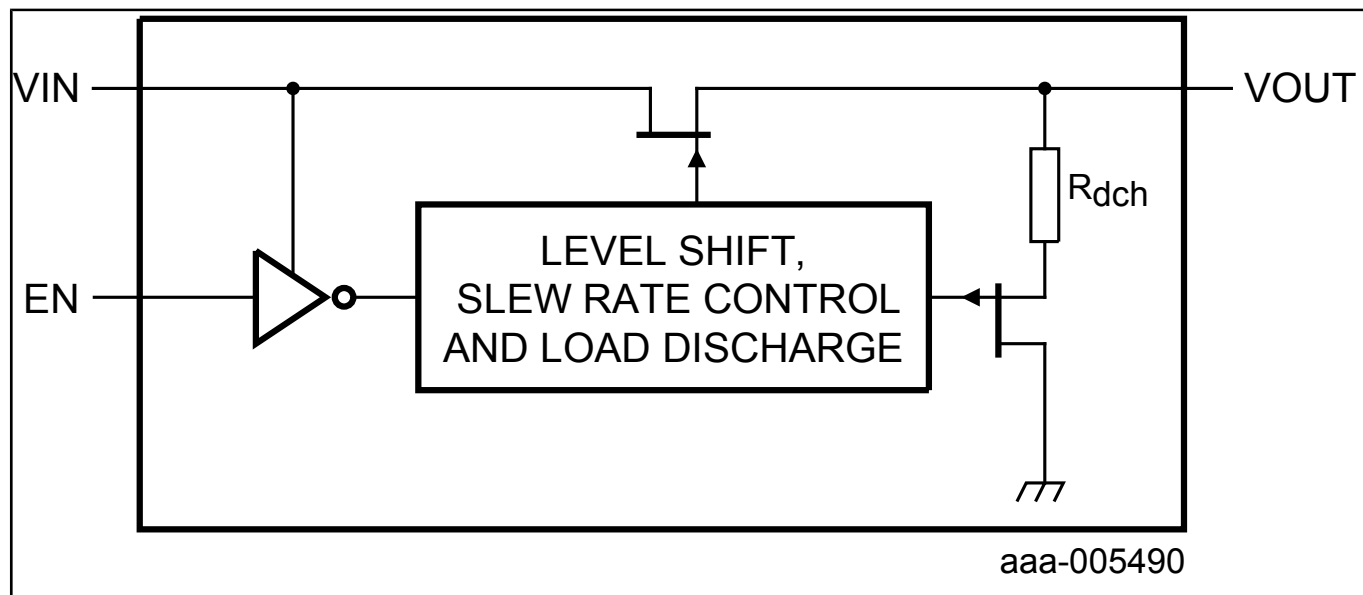 VIN
VOUT
Rdch
EN
LEVEL SHIFT,
SLEW RATE CONTROL
AND LOAD DISCHARGE
aaa-005490